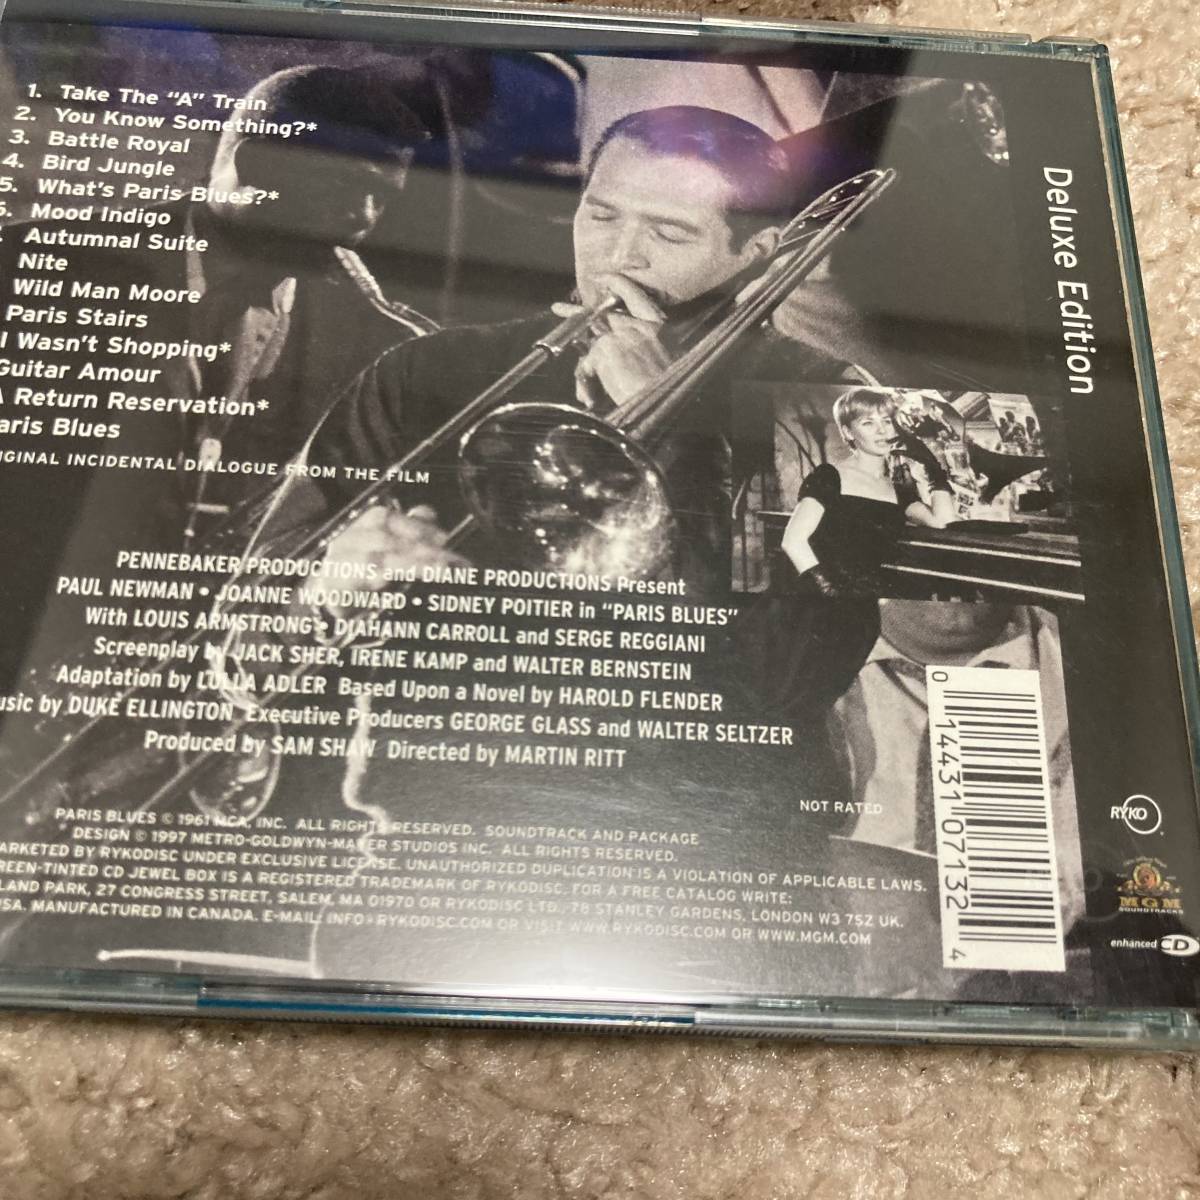 1. Take The "A" Train
2. You Know Something?*
3. Battle Royal
4. Bird Jungle
5. What's Paris Blues?*
Mood Indigo
Autumnal Suite
Nite
Wild Man Moore
Paris Stairs
I Wasn't Shopping*
Guitar Amour
A Return Reservation*
aris Blues
IGINAL INCIDENTAL DIALOGUE FROM THE FILM
Deluxe Edition
PENNEBAKER PRODUCTIONS and DIANE PRODUCTIONS Present
PAUL NEWMAN • JOANNE WOODWARD • SIDNEY POITIER in "PARIS BLUES"
With LOUIS ARMSTRONG • DIAHANN CARROLL and SERGE REGGIANI
Screenplay by JACK SHER, IRENE KAMP and WALTER BERNSTEIN
Adaptation by LULLA ADLER Based Upon a Novel by HAROLD FLENDER
usic by DUKE ELLINGTON Executive Producers GEORGE GLASS and WALTER SELTZER
Produced by SAM SHAW Directed by MARTIN RITT
NOT RATED
PARIS BLUES © 1961 MCA, INC. ALL RIGHTS RESERVED. SOUNDTRACK AND PACKAGE
DESIGN © 1997 METRO-GOLDWYN-MAYER STUDIOS INC. ALL RIGHTS RESERVED.
ARKETED BY RYKODISC UNDER EXCLUSIVE LICENSE. UNAUTHORIZED DUPLICATION IS A VIOLATION OF APPLICABLE LAWS.
REEN-TINTED CD JEWEL BOX IS A REGISTERED TRADEMARK OF RYKODISC. FOR A FREE CATALOG WRITE:
LAND PARK, 27 CONGRESS STREET, SALEM, MA 01970 OR RYKODISC LTD., 78 STANLEY GARDENS, LONDON W3 7SZ UK.
SA. MANUFACTURED IN CANADA. E-MAIL: INFO@RYKODISC.COM OR VISIT WWW.RYKODISC.COM OR WWW.MGM.COM
0 14431 07132 4
RYKO
MGM
SOUNDTRACKS
enhanced CD